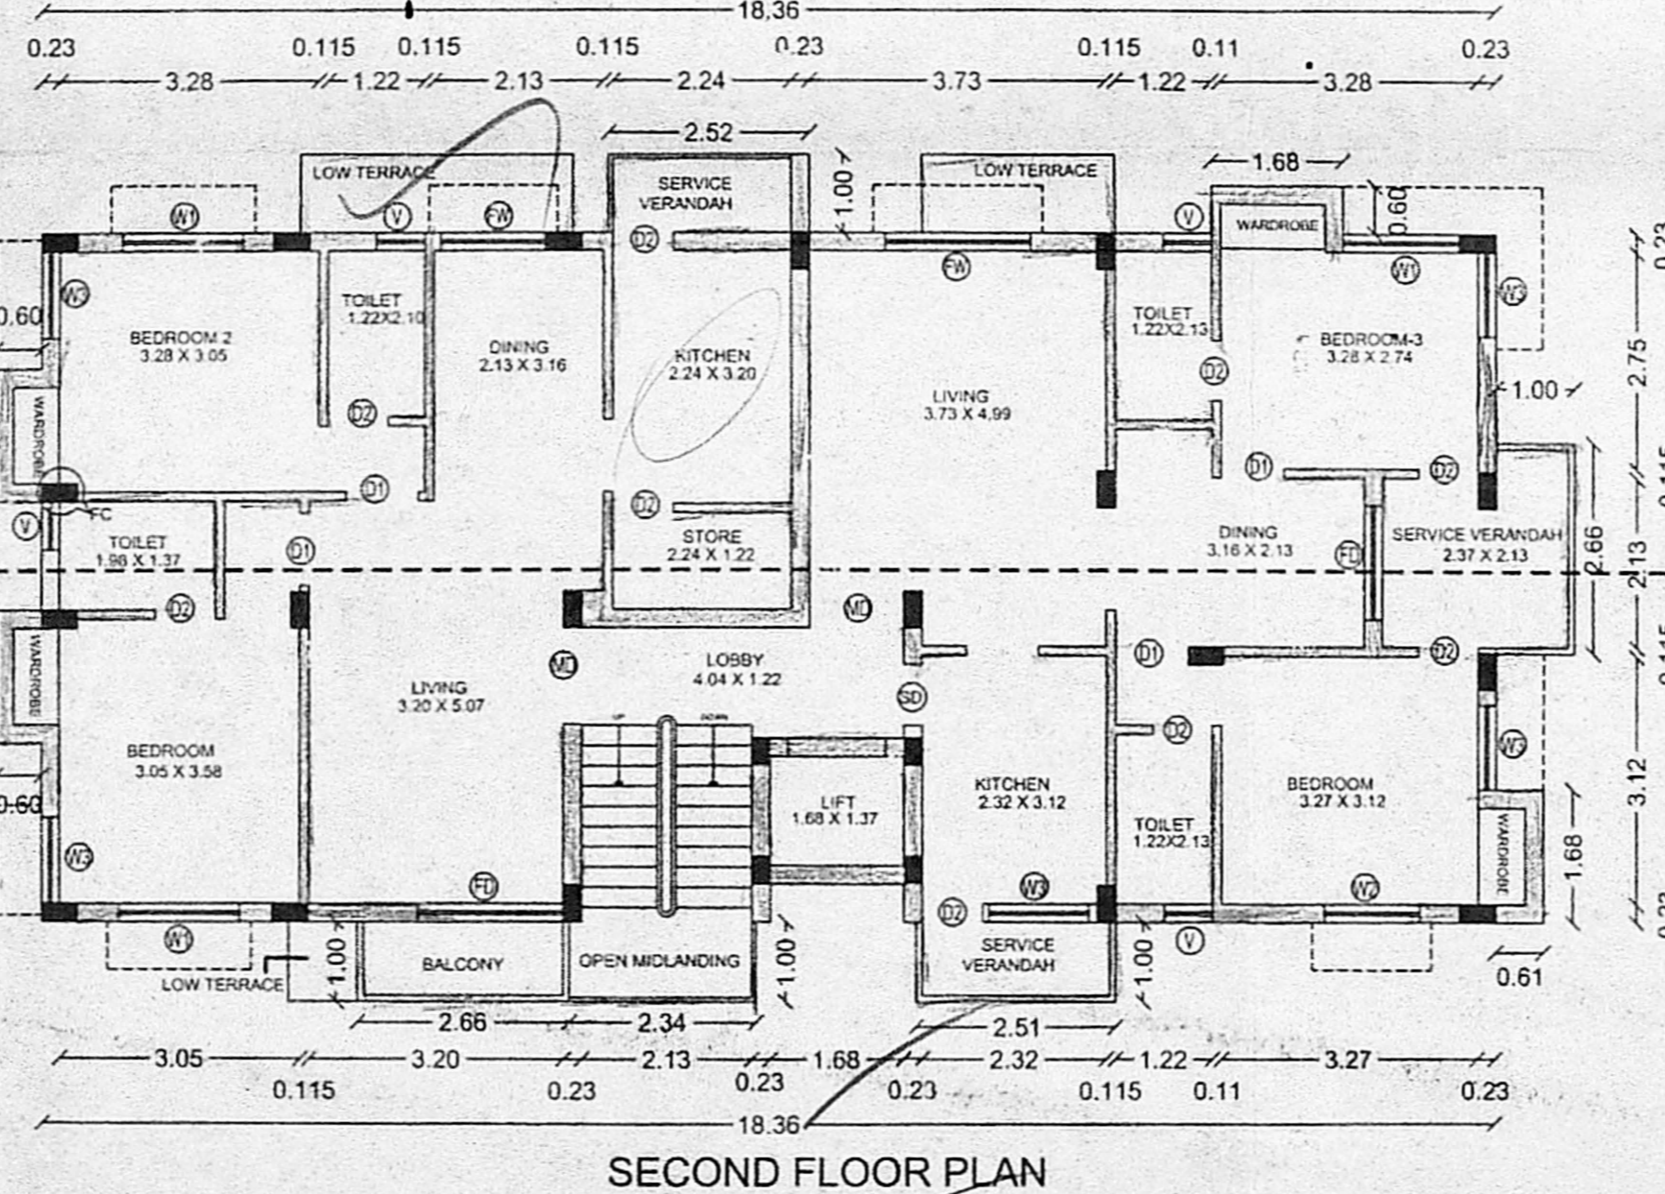 18.36
0.23 0.115 0.115 0.115 0.23 0.115 0.11 0.23
3.28 1.22 2.13 2.24 3.73 1.22 3.28
2.52
1.68
LOW TERRACE
SERVICE
VERANDAH
1.00
LOW TERRACE
0.60
WARDROBE
W1 V FW D2 V
FW W1
W3 W3
0.23
0.60
TOILET
1.22X2.10
BEDROOM 2
3.28 X 3.05
DINING
2.13 X 3.16
KITCHEN
2.24 X 3.20
LIVING
3.73 X 4.99
TOILET
1.22X2.13
BEDROOM-3
3.28 X 2.74
D2
2.75
1.00
WARDROBE
D2
D1
D1 D2
D2
FC
V
0.115
TOILET
1.98 X 1.37
D1
STORE
2.24 X 1.22
DINING
3.16 X 2.13
FD
SERVICE VERANDAH
2.37 X 2.13
2.66
2.13
D2
MD
MD
WARDROBE
LOBBY
4.04 X 1.22
D1 D2
0.115
LIVING
3.20 X 5.07
SD
UP DOWN
D2
W3
BEDROOM
3.05 X 3.58
0.60
LIFT
1.68 X 1.37
KITCHEN
2.32 X 3.12
BEDROOM
3.27 X 3.12
3.12
TOILET
1.22X2.13
WARDROBE
1.68
W3
FD W3 W2
D2
W1
V
0.23
LOW TERRACE
1.00
BALCONY
OPEN MIDLANDING
1.00
SERVICE
VERANDAH
1.00
0.61
2.66 2.34 2.51
3.05 3.20 2.13 1.68 2.32 1.22 3.27
0.115 0.23 0.23 0.23 0.115 0.11 0.23
18.36
SECOND FLOOR PLAN